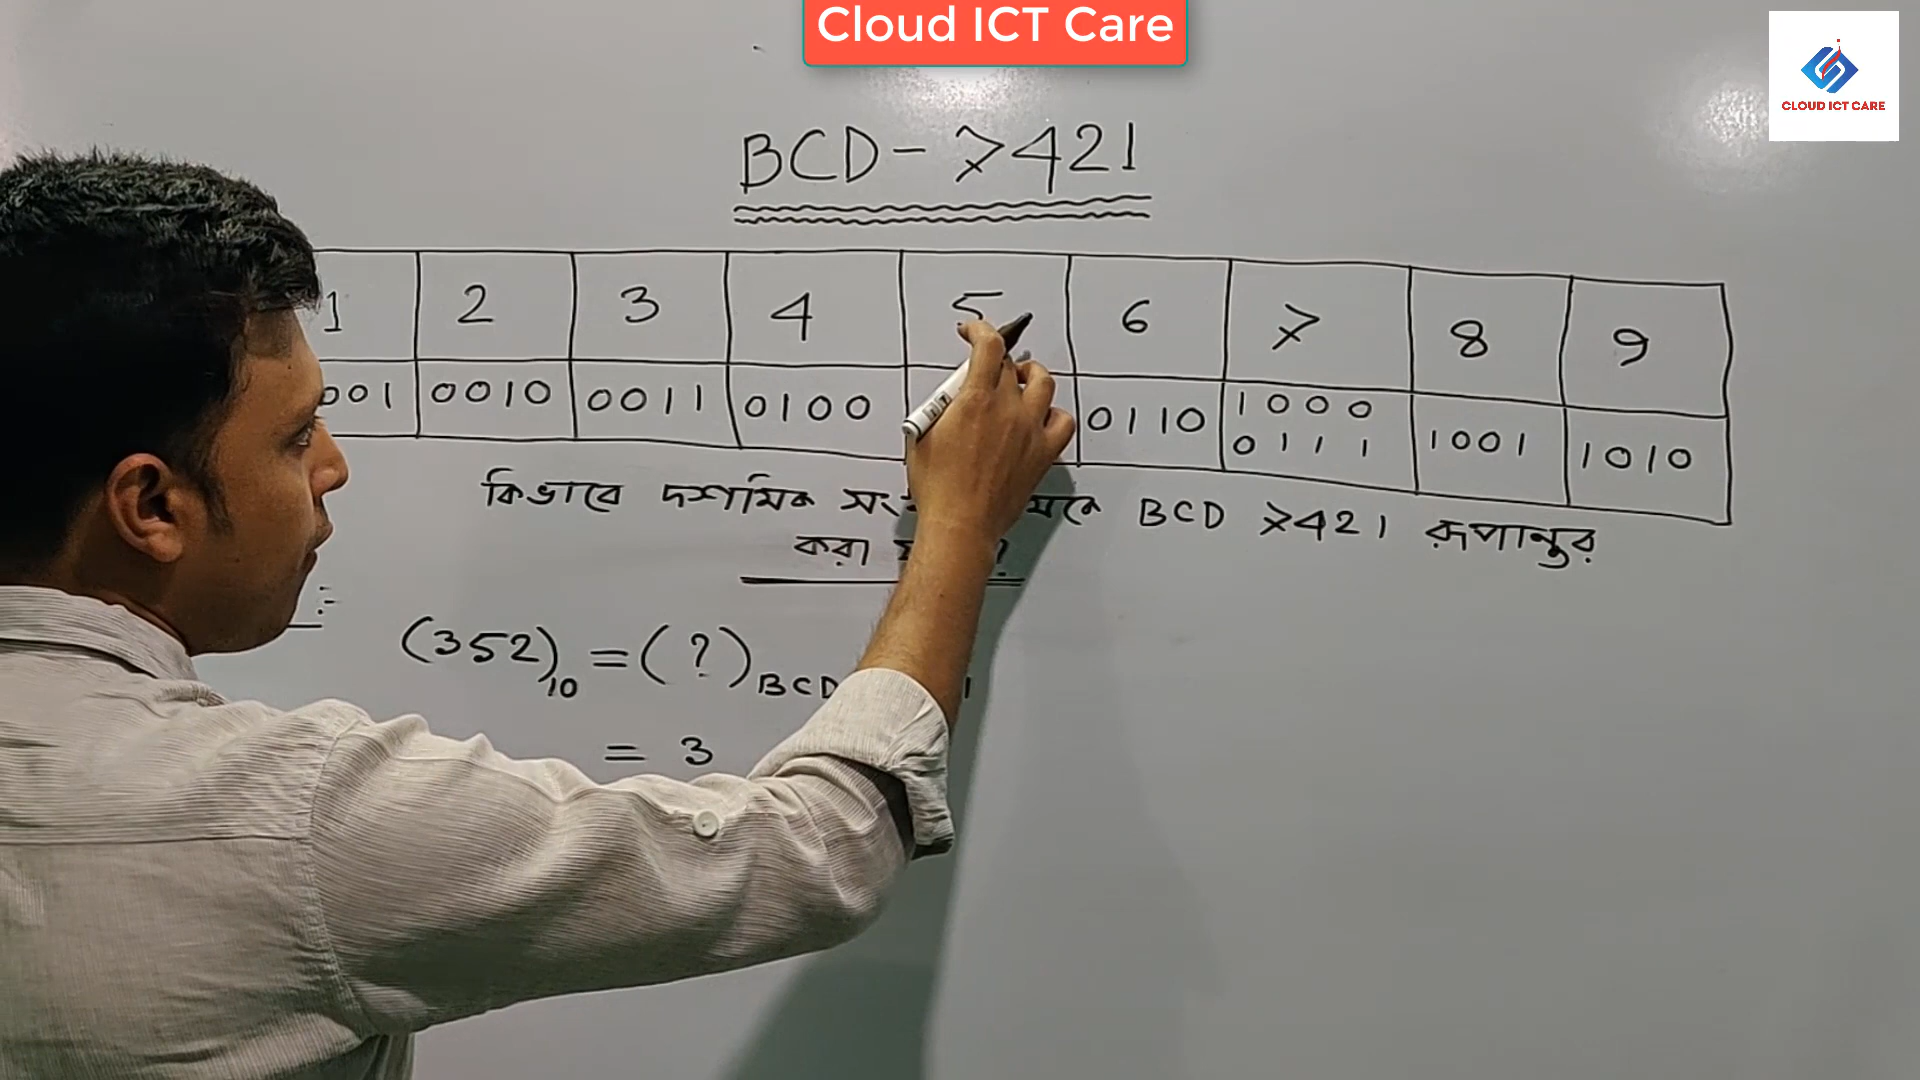 Cloud ICT Care
CLOUD ICT CARE
BCD - 7421
1 2 3 4 5 6 7 8 9
001 0010 0011 0100 0110 1000 0111 1001 1010
কিভাবে দশমিক BCD 7421 রূপান্তর
করা ?
(352)10 = (?)BCD 1
= 3